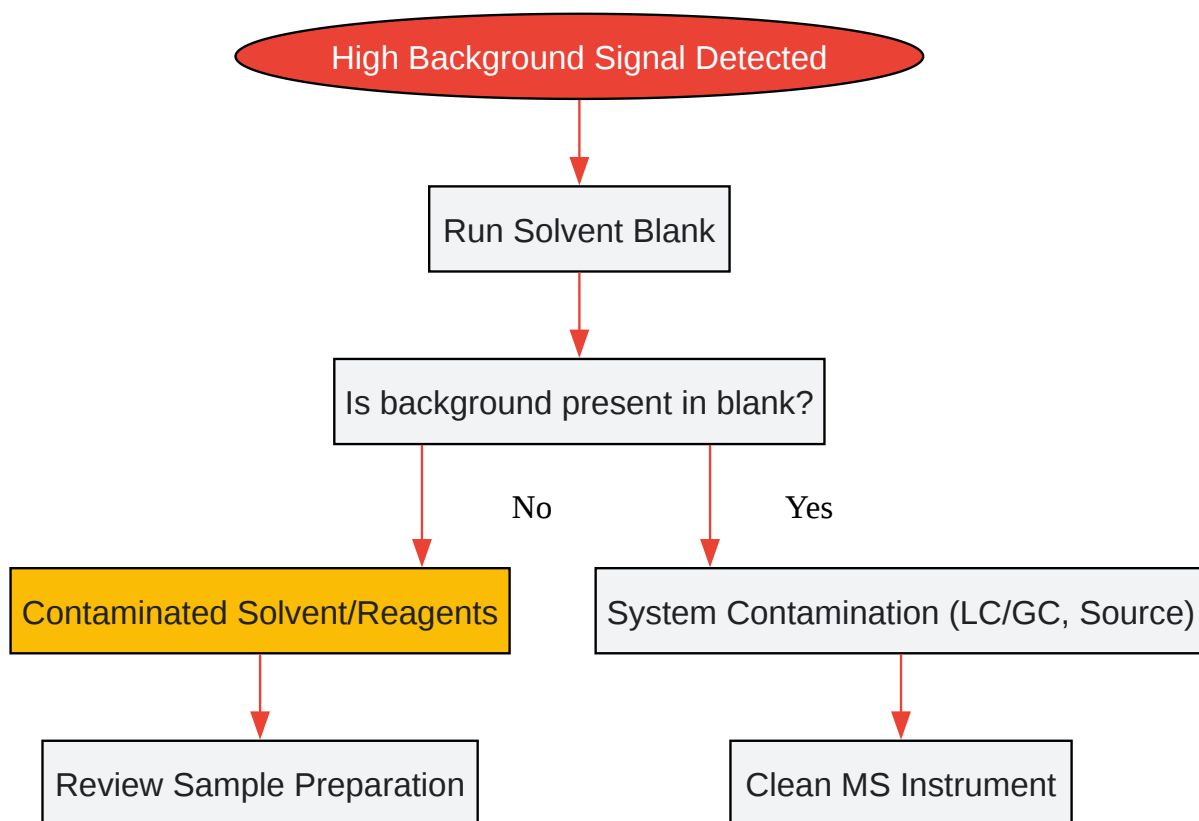 High Background Signal Detected
Run Solvent Blank
Is background present in blank?
No
Yes
Contaminated Solvent/Reagents
System Contamination (LC/GC, Source)
Review Sample Preparation
Clean MS Instrument